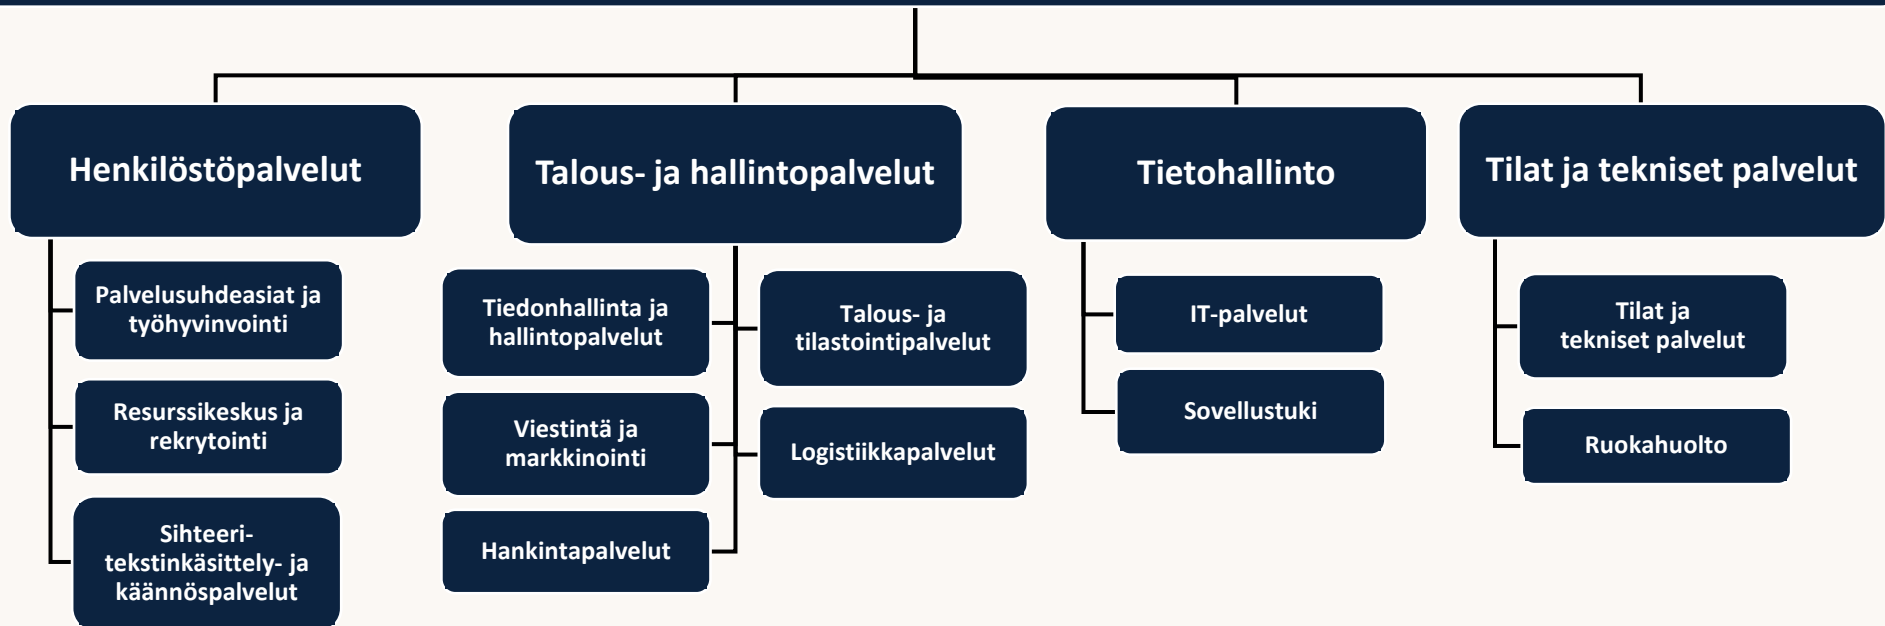 Henkilöstöpalvelut
Palvelusuhdeasiat ja
työhyvinvointi
Resurssikeskus ja
rekrytointi
Sihteeri-
tekstinkäsittely- ja
käännöspalvelut
Talous- ja hallintopalvelut
Tiedonhallinta ja
hallintopalvelut
Viestintä ja
markkinointi
Hankintapalvelut
Talous- ja
tilastointipalvelut
Logistiikkapalvelut
Tietohallinto
IT-palvelut
Sovellustuki
Tilat ja tekniset palvelut
Tilat ja
tekniset palvelut
Ruokahuolto